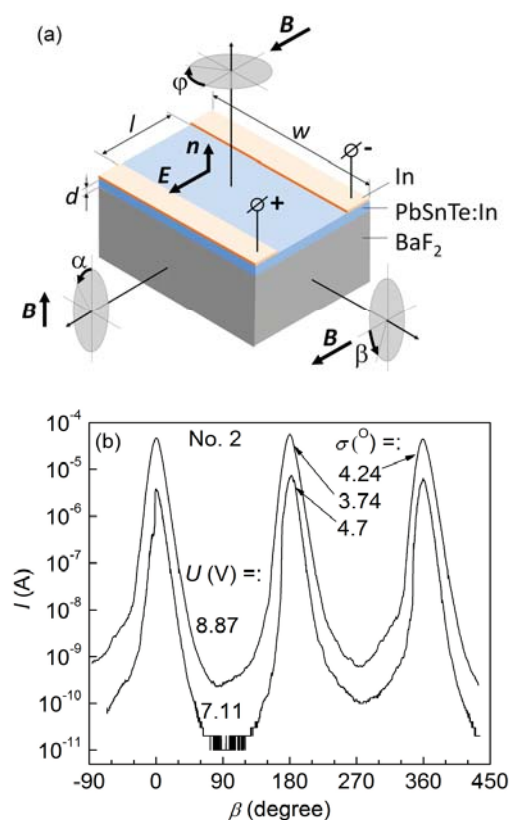 (a)
B
φ
l
w
n
E
d
-
+
In
PbSnTe:In
BaF₂
α
B
B
β
(b)
No. 2
σ(°) =:
4.24
3.74
4.7
U (V) =:
8.87
7.11
I (A)
10⁻⁴
10⁻⁵
10⁻⁶
10⁻⁷
10⁻⁸
10⁻⁹
10⁻¹⁰
10⁻¹¹
-90 0 90 180 270 360 450
β (degree)